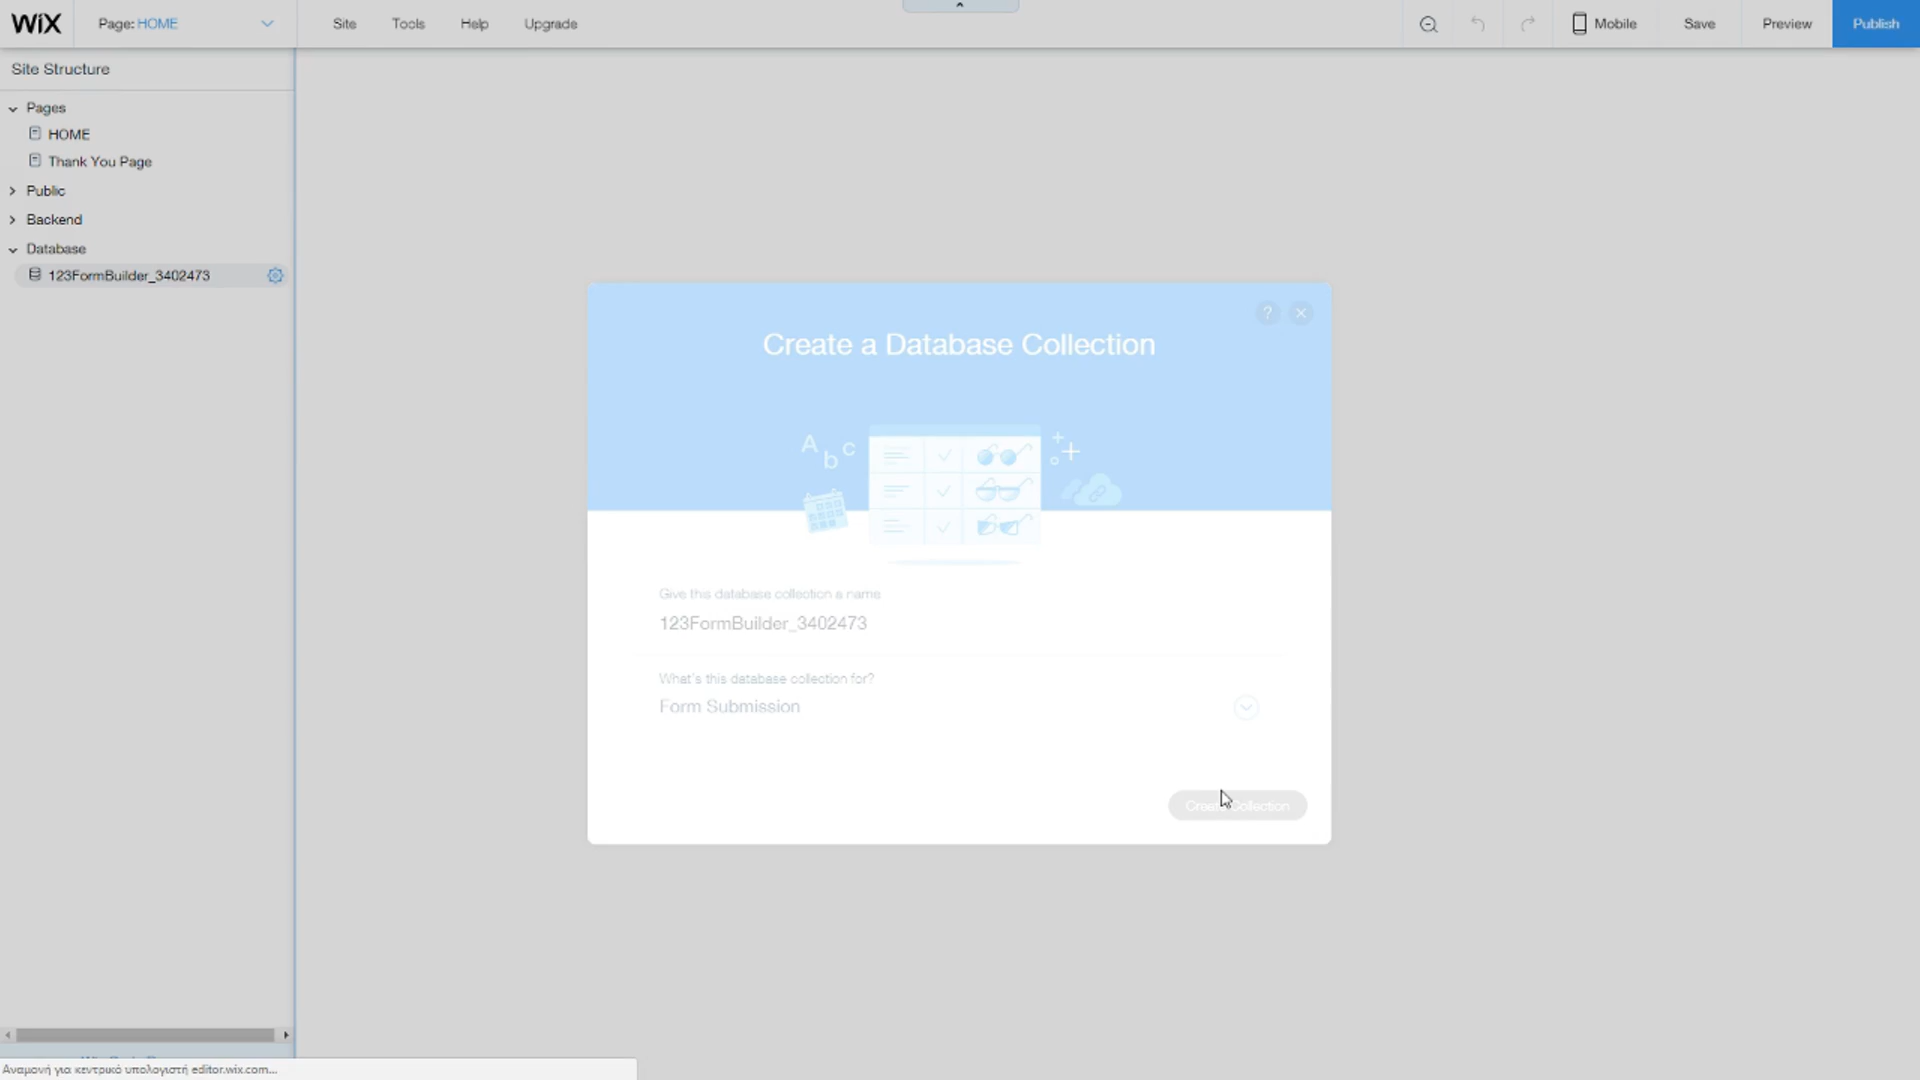 WiX
Page: HOME
Site
Tools
Help
Upgrade
Mobile
Save
Preview
Publish
Site Structure
Pages
HOME
Thank You Page
Public
Backend
Database
123FormBuilder_3402473
?
Create a Database Collection
A b c
Give this database collection a name
123FormBuilder_3402473
What's this database collection for?
Form Submission
Create Collection
Αναμονή για κεντρικό υπολογιστή editor.wix.com...